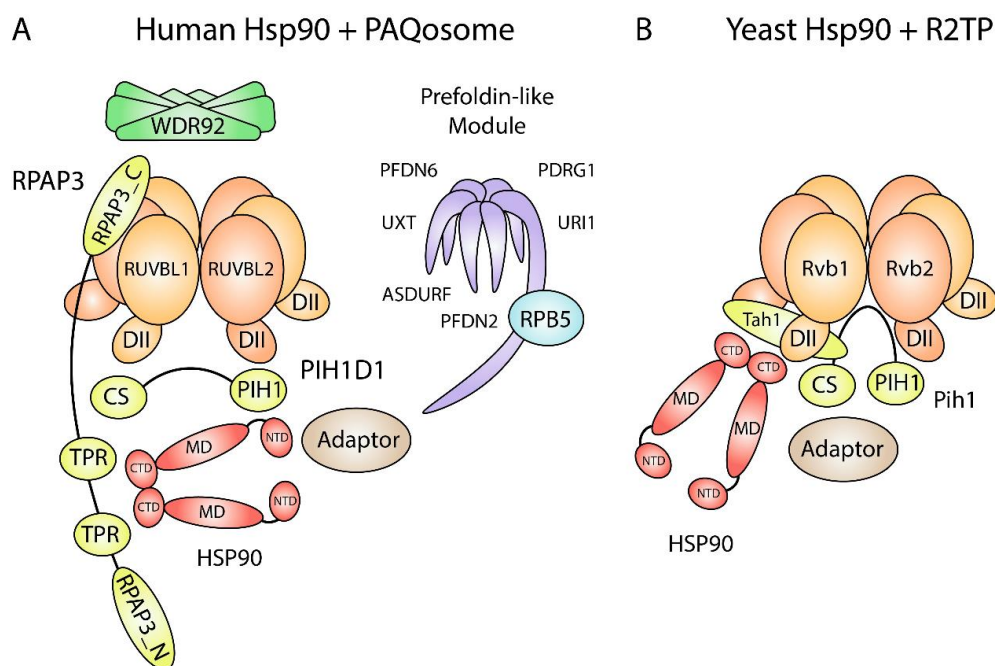 A
Human Hsp90 + PAQosome
WDR92
RPAP3
RPAP3_C
RUVBL1
RUVBL2
DII
DII
DII
CS
PIH1
PIH1D1
TPR
TPR
RPAP3_N
CTD
MD
NTD
CTD
MD
NTD
HSP90
Adaptor
Prefoldin-like
Module
PFDN6
PDRG1
UXT
URI1
ASDURF
PFDN2
RPB5
B
Yeast Hsp90 + R2TP
Rvb1
Rvb2
DII
Tah1
DII
DII
CTD
CTD
CS
PIH1
Pih1
MD
MD
NTD
NTD
Adaptor
HSP90